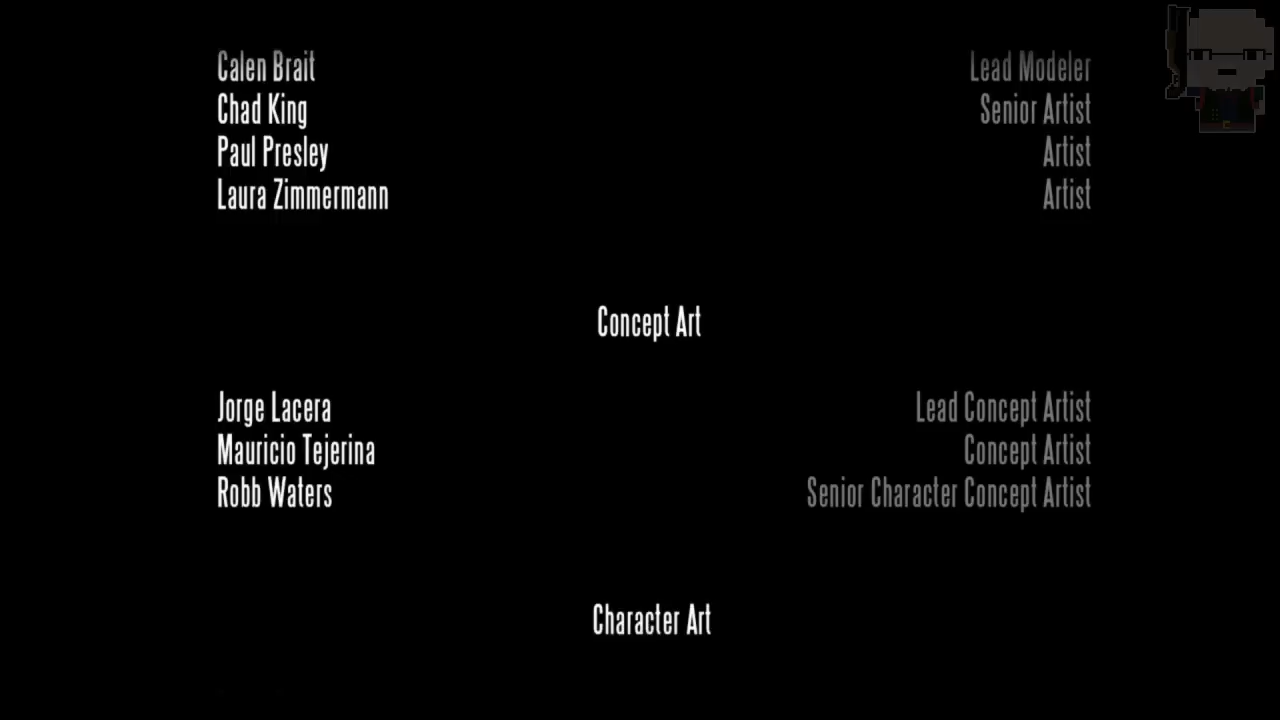 Calen Brait Lead Modeler
Chad King Senior Artist
Paul Presley Artist
Laura Zimmermann Artist
Concept Art
Jorge Lacera Lead Concept Artist
Mauricio Tejerina Concept Artist
Robb Waters Senior Character Concept Artist
Character Art